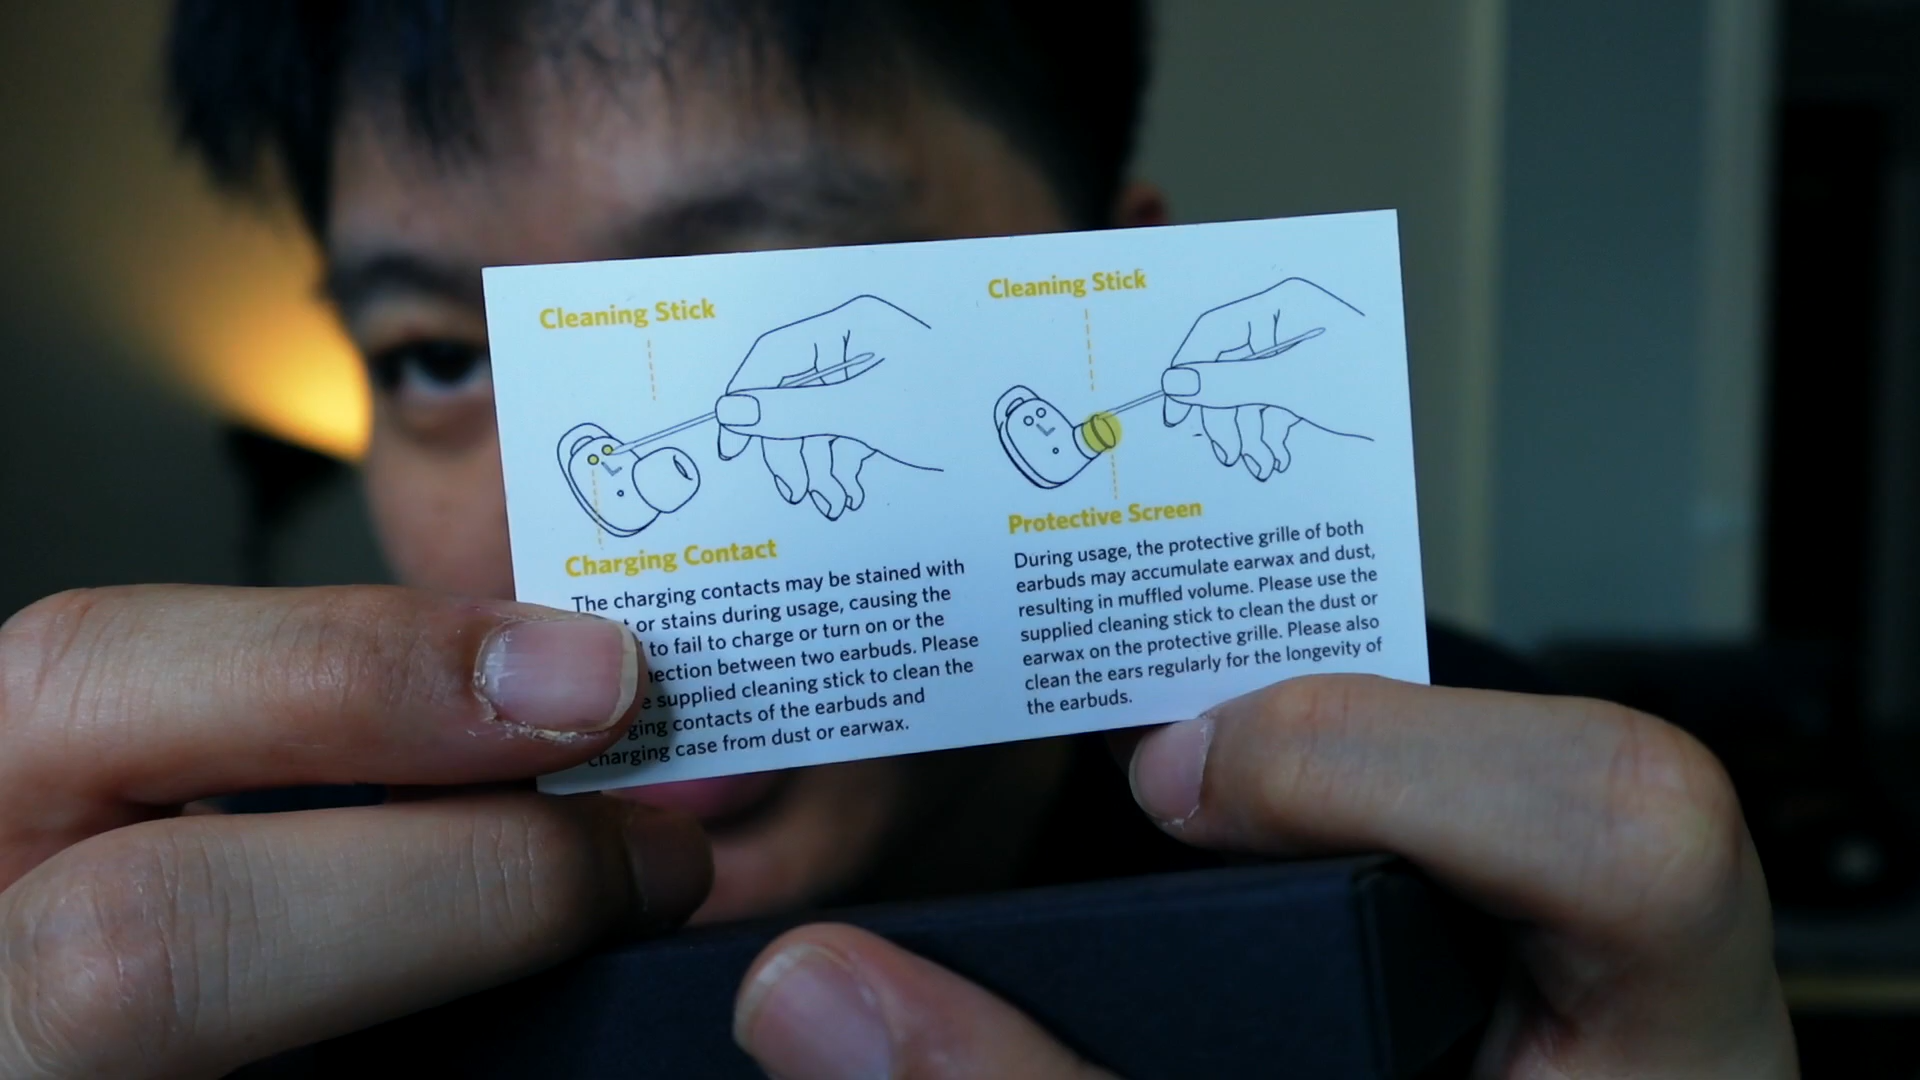 Cleaning Stick
Charging Contact
The charging contacts may be stained with
or stains during usage, causing the
to fail to charge or turn on or the
between two earbuds. Please
supplied cleaning stick to clean the
contacts of the earbuds and
charging case from dust or earwax.
Cleaning Stick
L
Protective Screen
During usage, the protective grille of both
earbuds may accumulate earwax and dust,
resulting in muffled volume. Please use the
supplied cleaning stick to clean the dust or
earwax on the protective grille. Please also
clean the ears regularly for the longevity of
the earbuds.